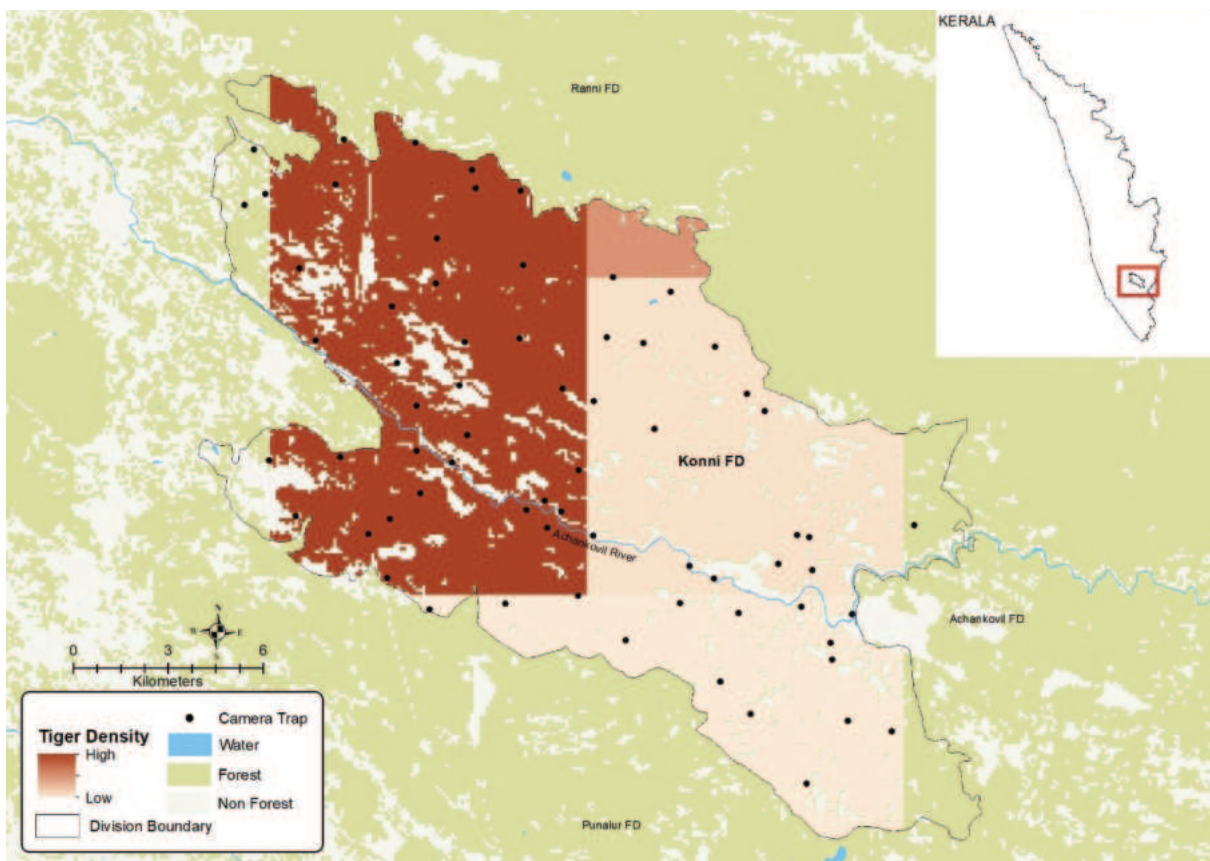 KERALA
Ranni FD
Konni FD
Achankovil River
Achankovil FD
N
E
S
0 3 6
Kilometers
Tiger Density
High
Low
Division Boundary
Camera Trap
Water
Forest
Non Forest
Punalur FD